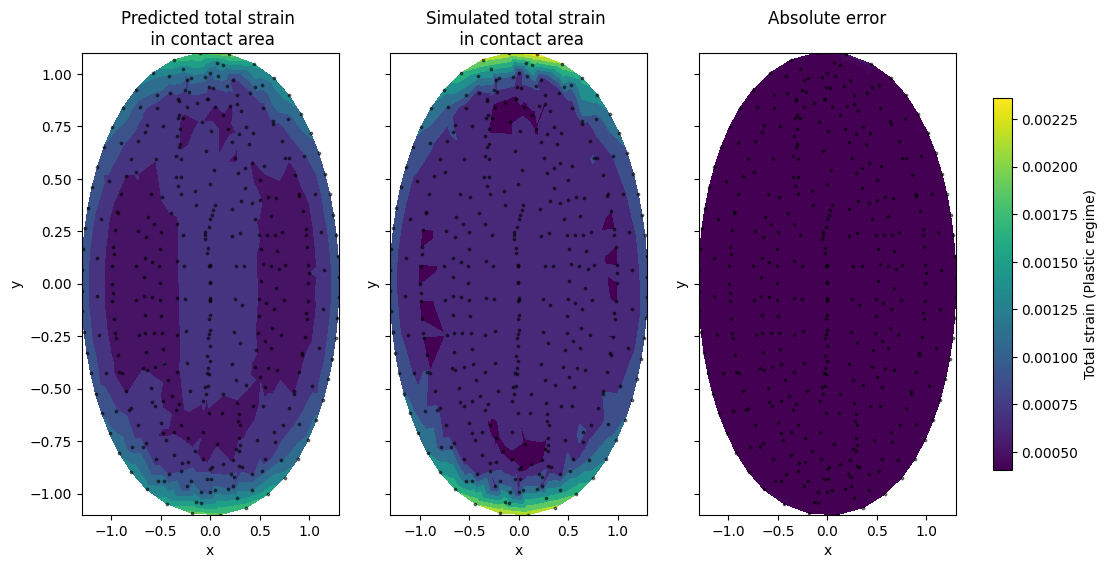 Predicted total strain
in contact area
Simulated total strain
in contact area
Absolute error
1.00
0.75
0.50
0.25
0.00
−0.25
−0.50
−0.75
−1.00
y
−1.0
−0.5
0.0
0.5
1.0
x
y
−1.0
−0.5
0.0
0.5
1.0
x
y
−1.0
−0.5
0.0
0.5
1.0
x
0.00225
0.00200
0.00175
0.00150
0.00125
0.00100
0.00075
0.00050
Total strain (Plastic regime)